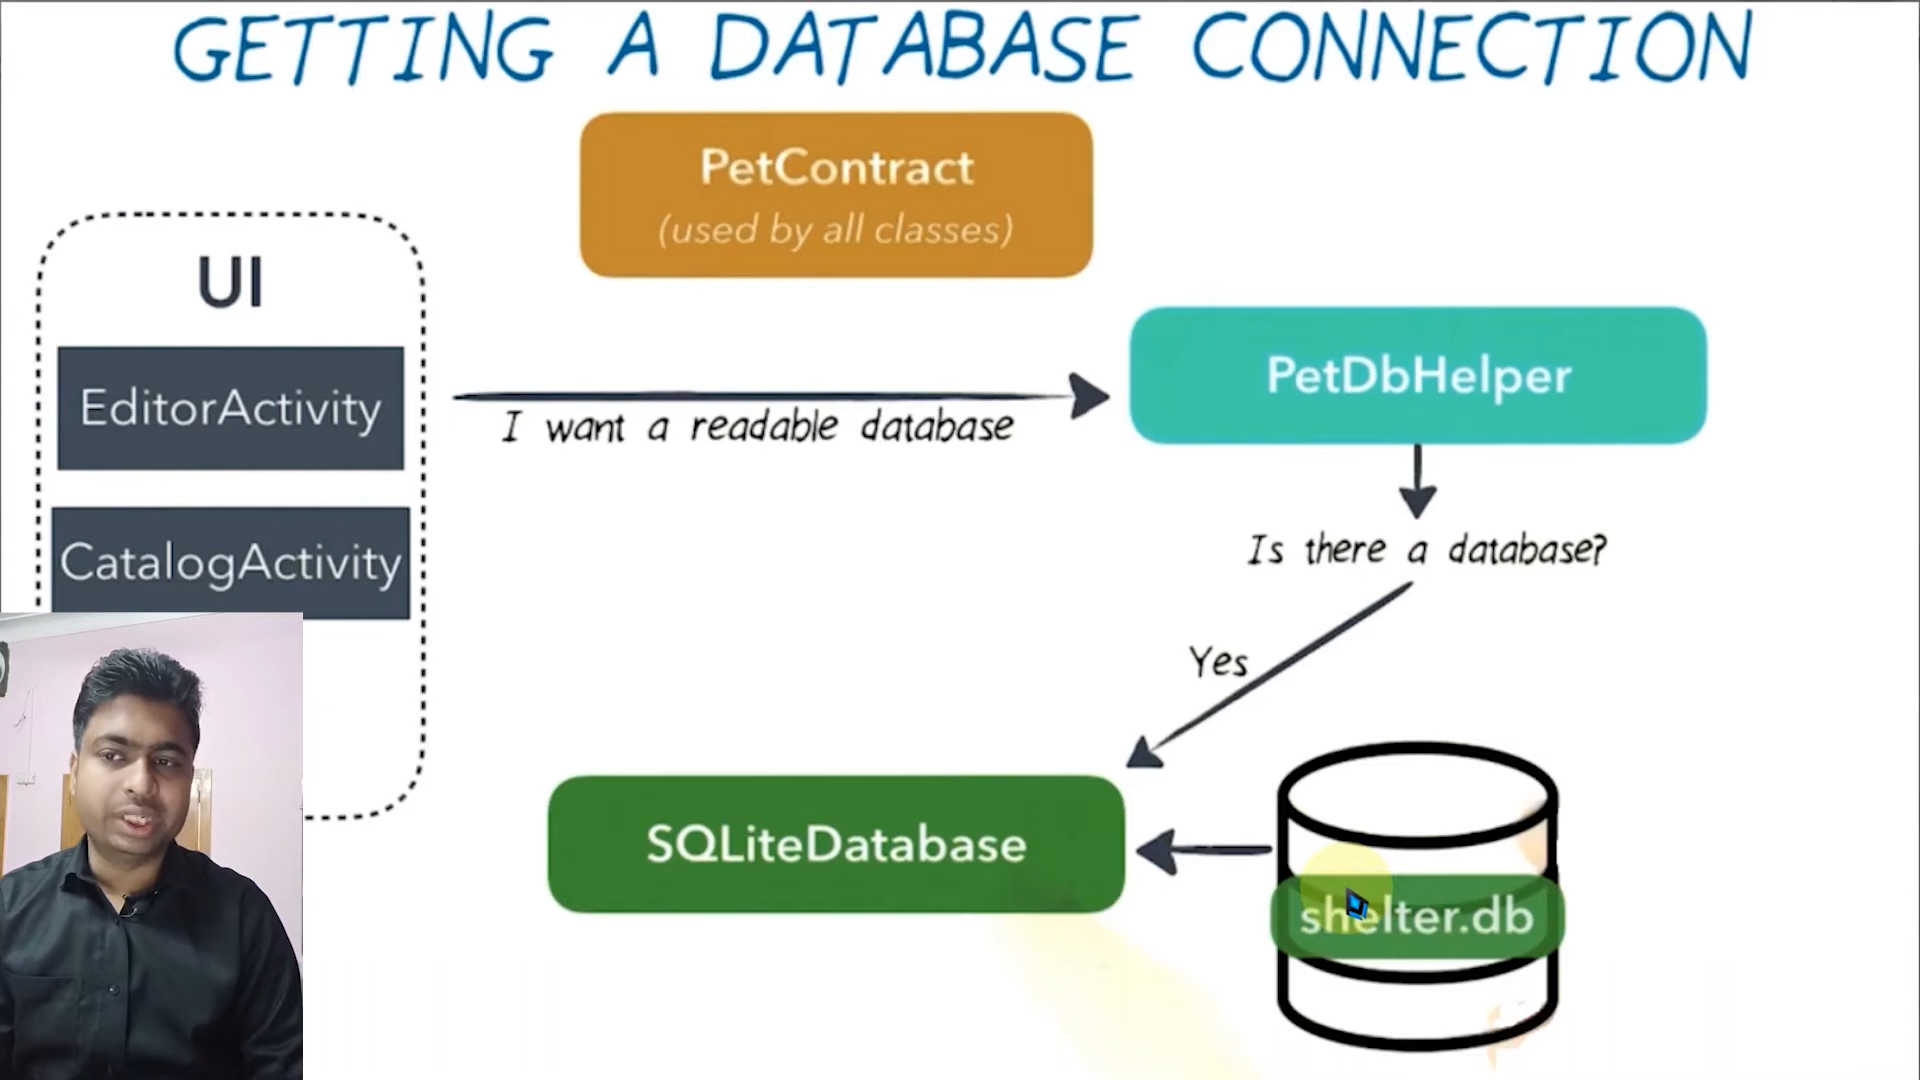 GETTING A DATABASE CONNECTION
PetContract
(used by all classes)
UI
EditorActivity
CatalogActivity
I want a readable database
PetDbHelper
Is there a database?
Yes
SQLiteDatabase
shelter.db